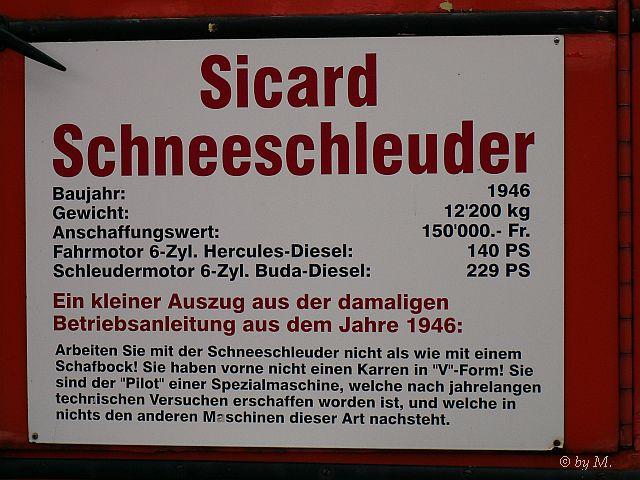 Sicard
Schneeschleuder
Baujahr: 1946
Gewicht: 12'200 kg
Anschaffungswert: 150'000.- Fr.
Fahrmotor 6-Zyl. Hercules-Diesel: 140 PS
Schleudermotor 6-Zyl. Buda-Diesel: 229 PS
Ein kleiner Auszug aus der damaligen
Betriebsanleitung aus dem Jahre 1946:
Arbeiten Sie mit der Schneeschleuder nicht als wie mit einem
Schafbock! Sie haben vorne nicht einen Karren in "V"-Form! Sie
sind der "Pilot" einer Spezialmaschine, welche nach jahrelangen
technischen Versuchen erschaffen worden ist, und welche in
nichts den anderen Maschinen dieser Art nachsteht.
© by M.